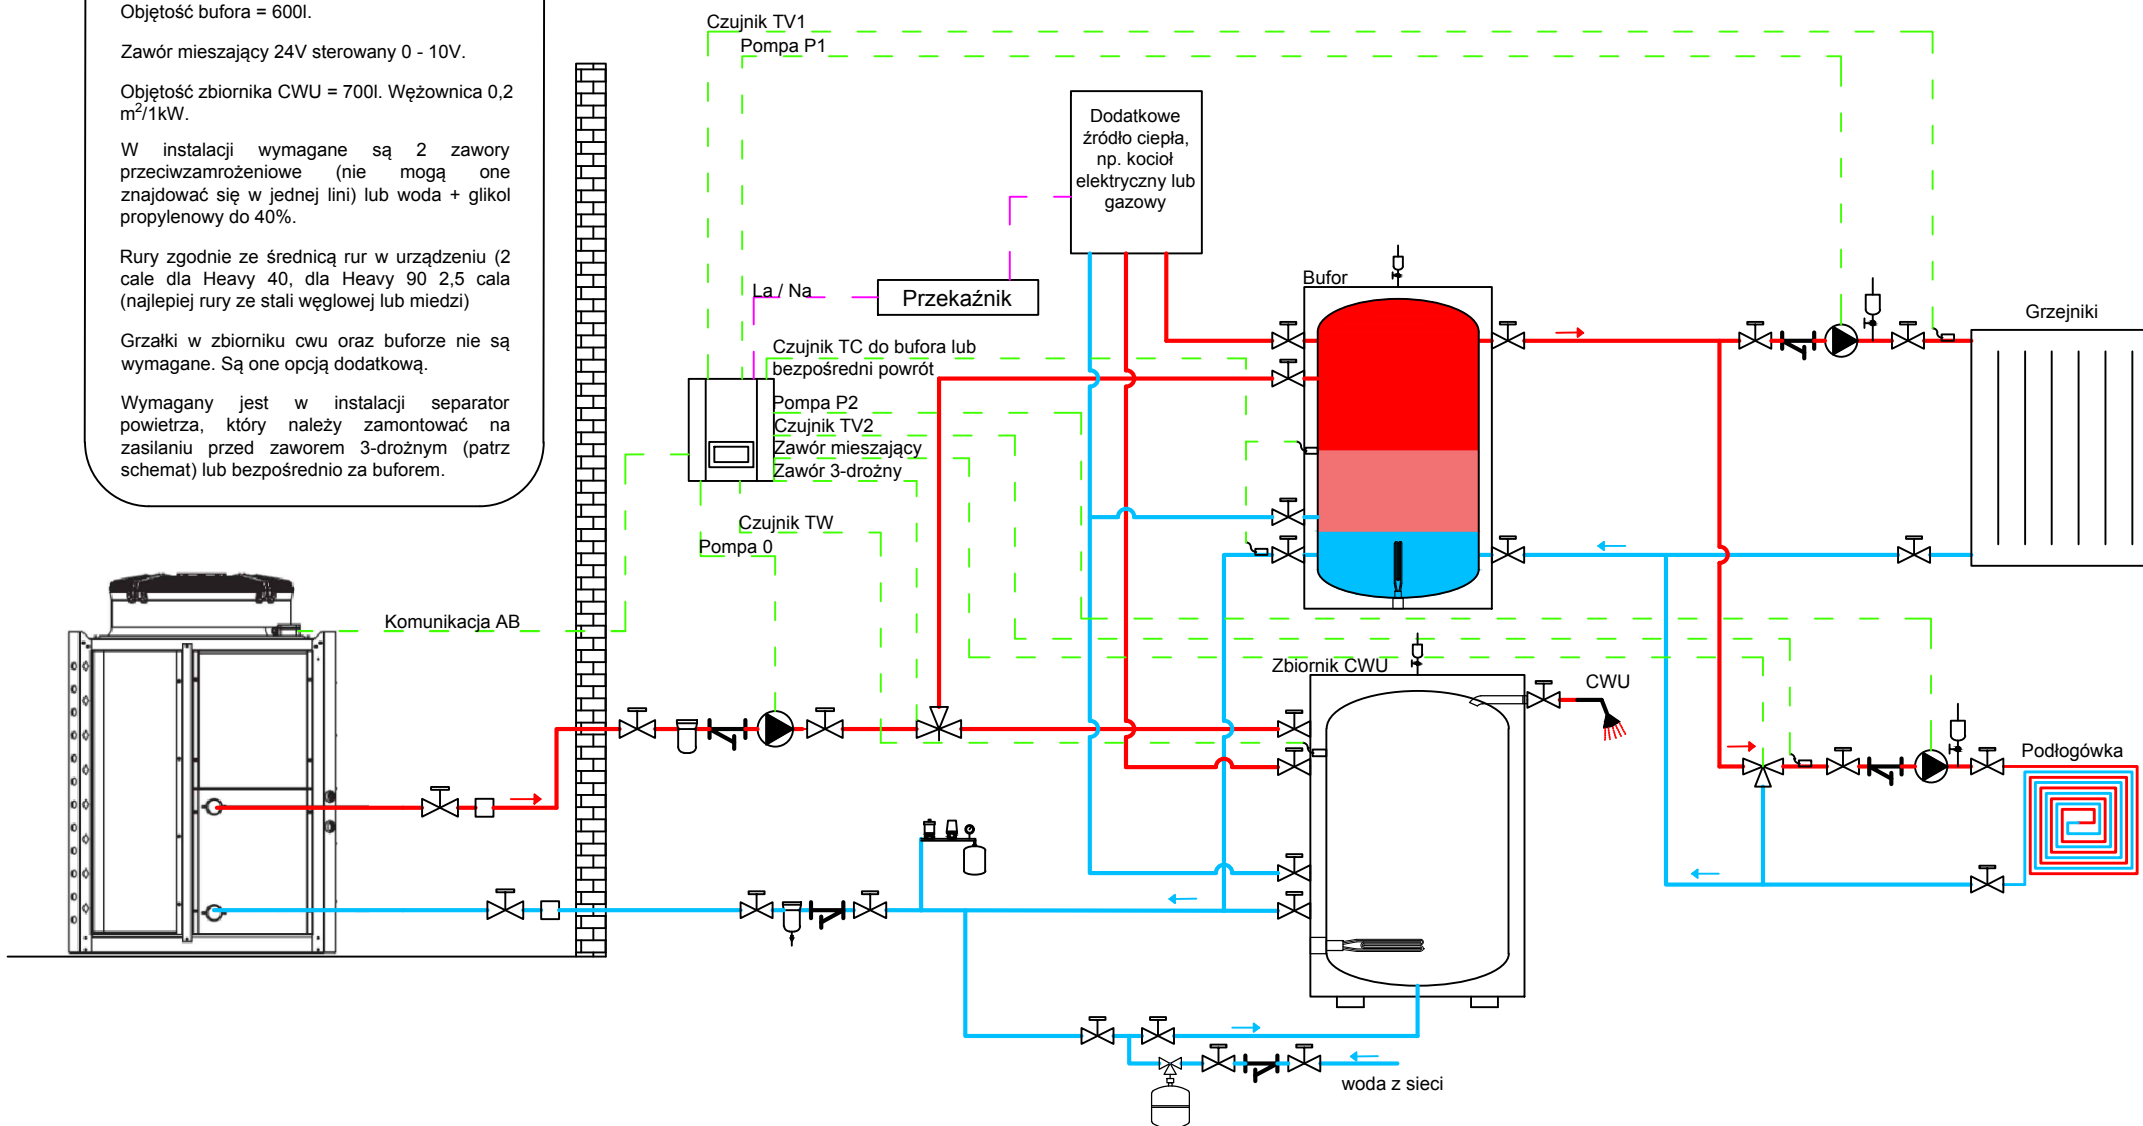 Objętość bufora = 600l.
Zawór mieszający 24V sterowany 0 - 10V.
Objętość zbiornika CWU = 700l. Wężownica 0,2
m²/1kW.
W instalacji wymagane są 2 zawory
przeciwzamrożeniowe (nie mogą one
znajdować się w jednej lini) lub woda + glikol
propylenowy do 40%.
Rury zgodnie ze średnicą rur w urządzeniu (2
cale dla Heavy 40, dla Heavy 90 2,5 cala
(najlepiej rury ze stali węglowej lub miedzi)
Grzałki w zbiorniku cwu oraz buforze nie są
wymagane. Są one opcją dodatkową.
Wymagany jest w instalacji separator
powietrza, który należy zamontować na
zasilaniu przed zaworem 3-drożnym (patrz
schemat) lub bezpośrednio za buforem.
Czujnik TV1
Pompa P1
Dodatkowe
źródło ciepła,
np. kocioł
elektryczny lub
gazowy
La / Na
Przekaźnik
Bufor
Grzejniki
Czujnik TC do bufora lub
bezpośredni powrót
Pompa P2
Czujnik TV2
Zawór mieszający
Zawór 3-drożny
Czujnik TW
Pompa 0
Komunikacja AB
Zbiornik CWU
CWU
Podłogówka
woda z sieci